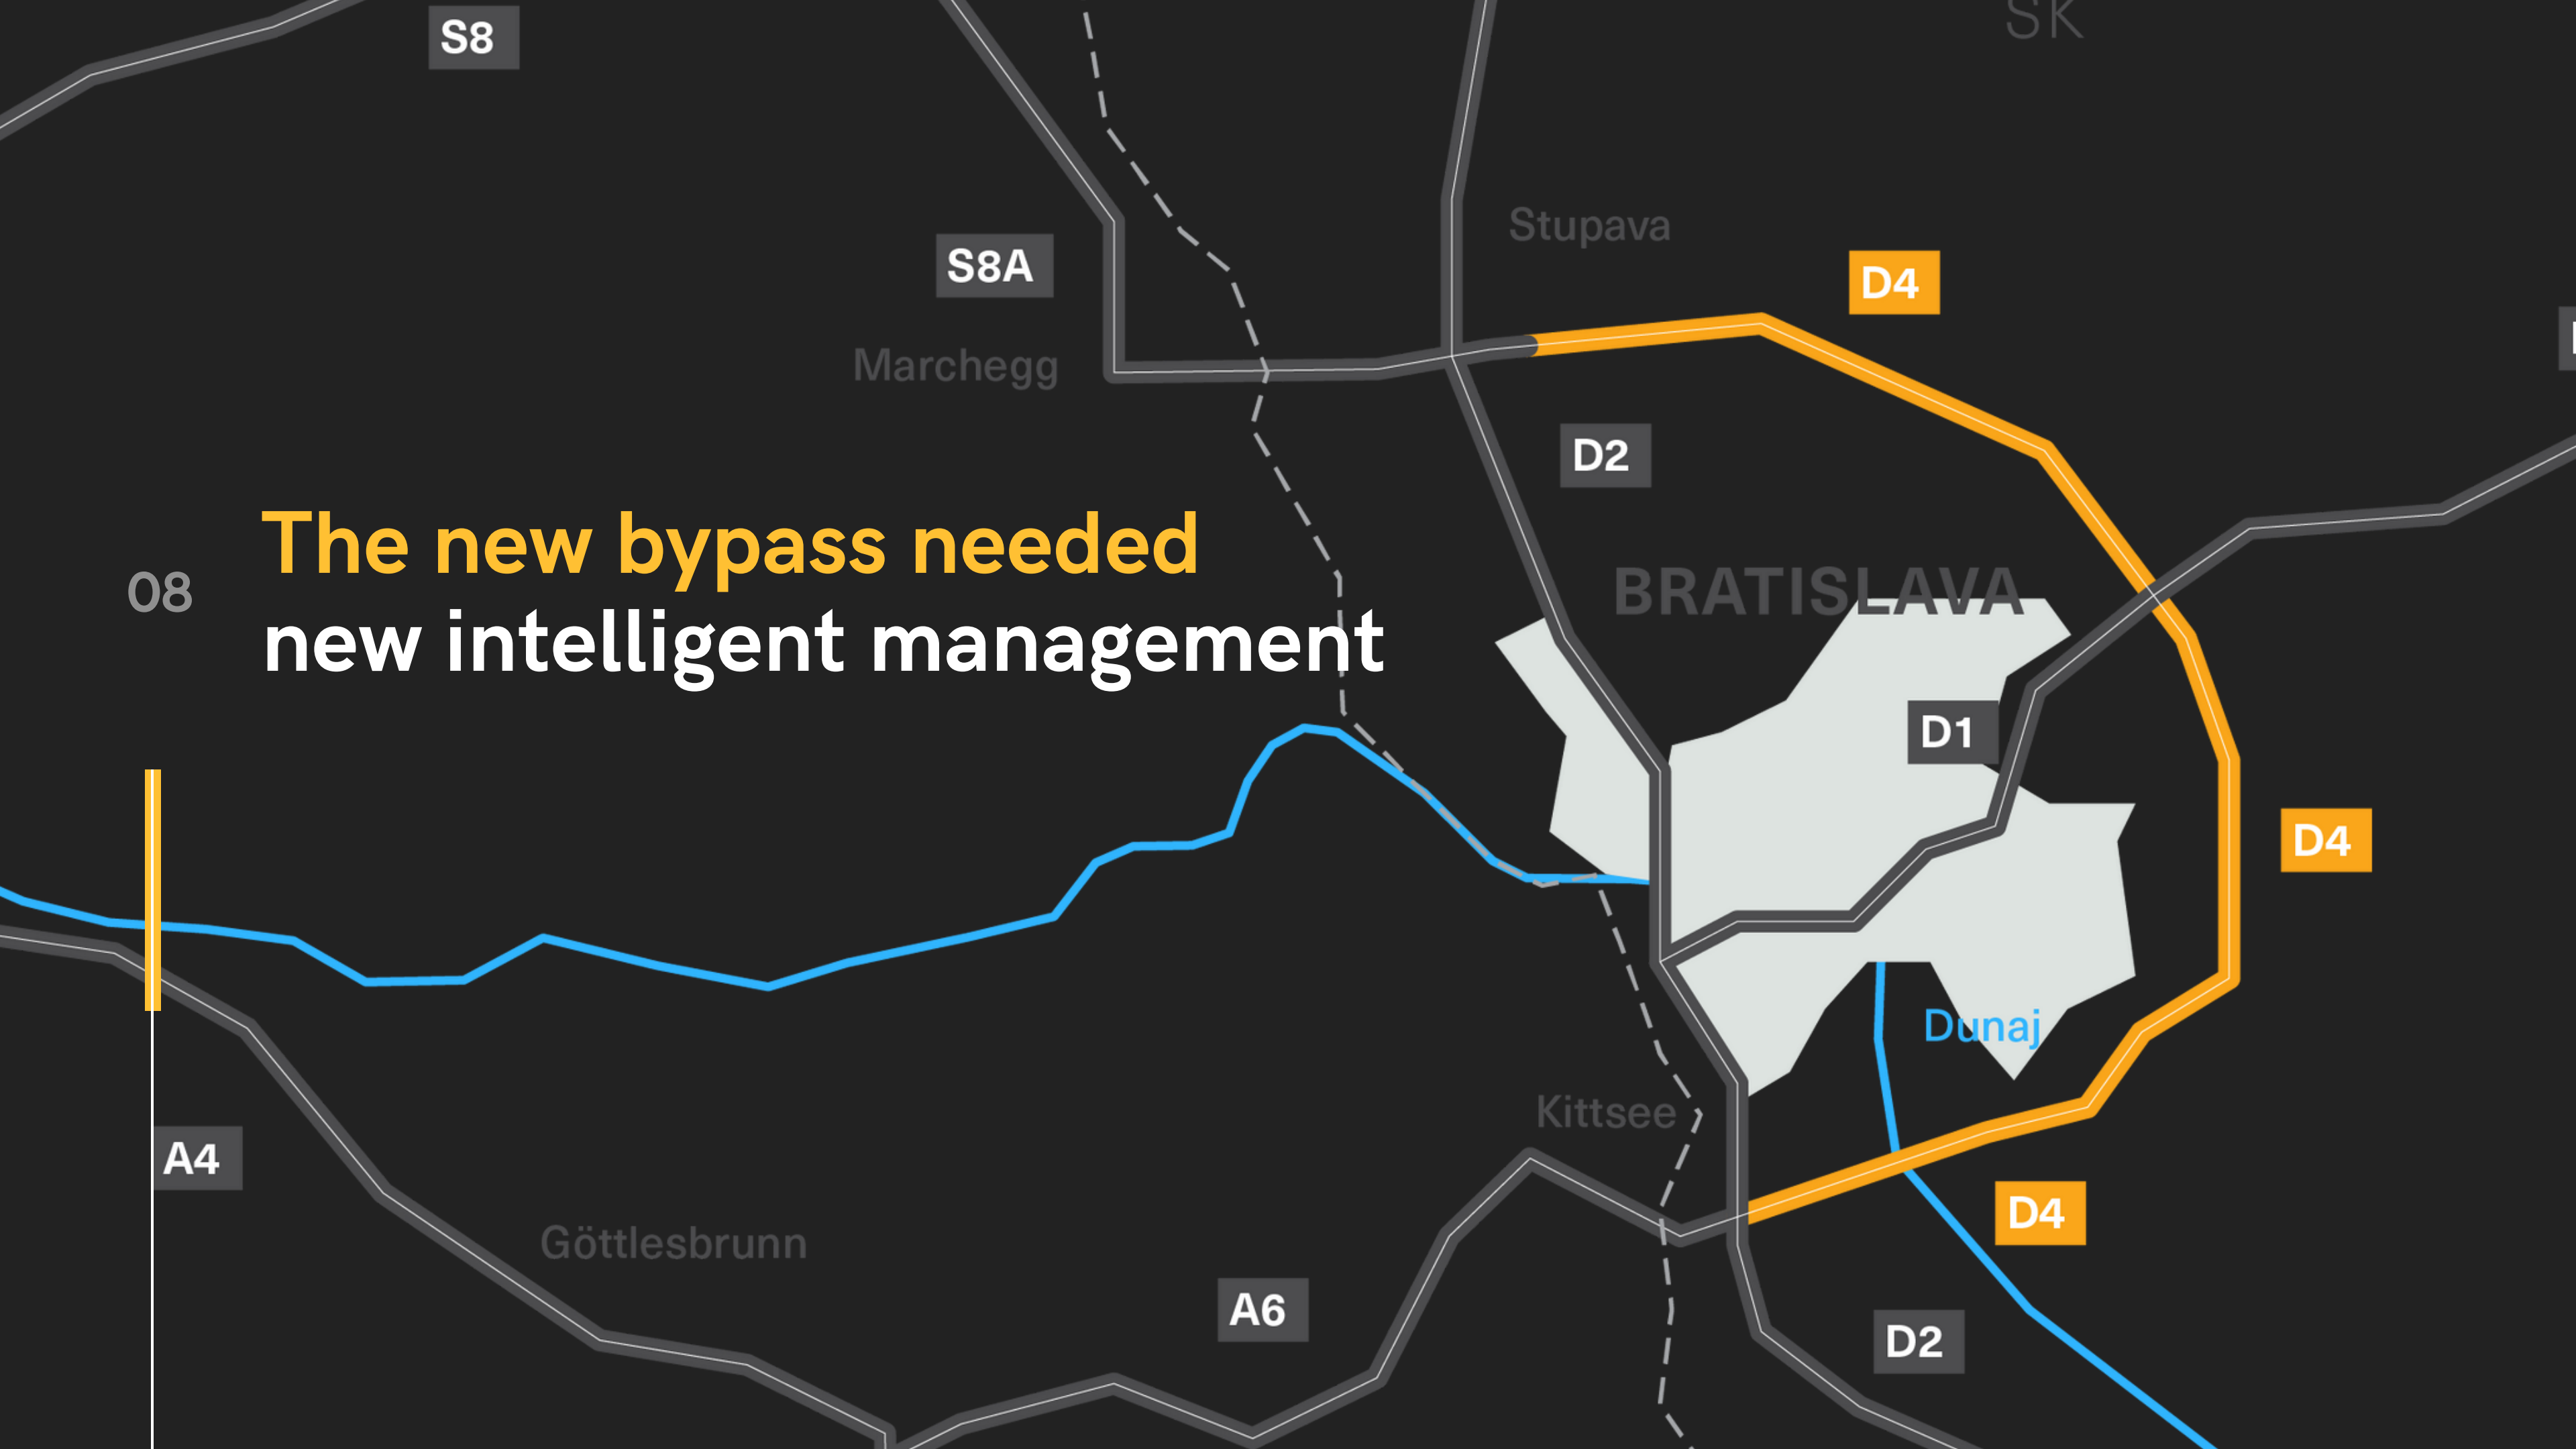 S8
SK
Stupava
S8A
D4
Marchegg
D2
The new bypass needed
08
new intelligent management
BRATISLAVA
D1
D4
Dunaj
Kittsee
A4
D4
Göttlesbrunn
A6
D2